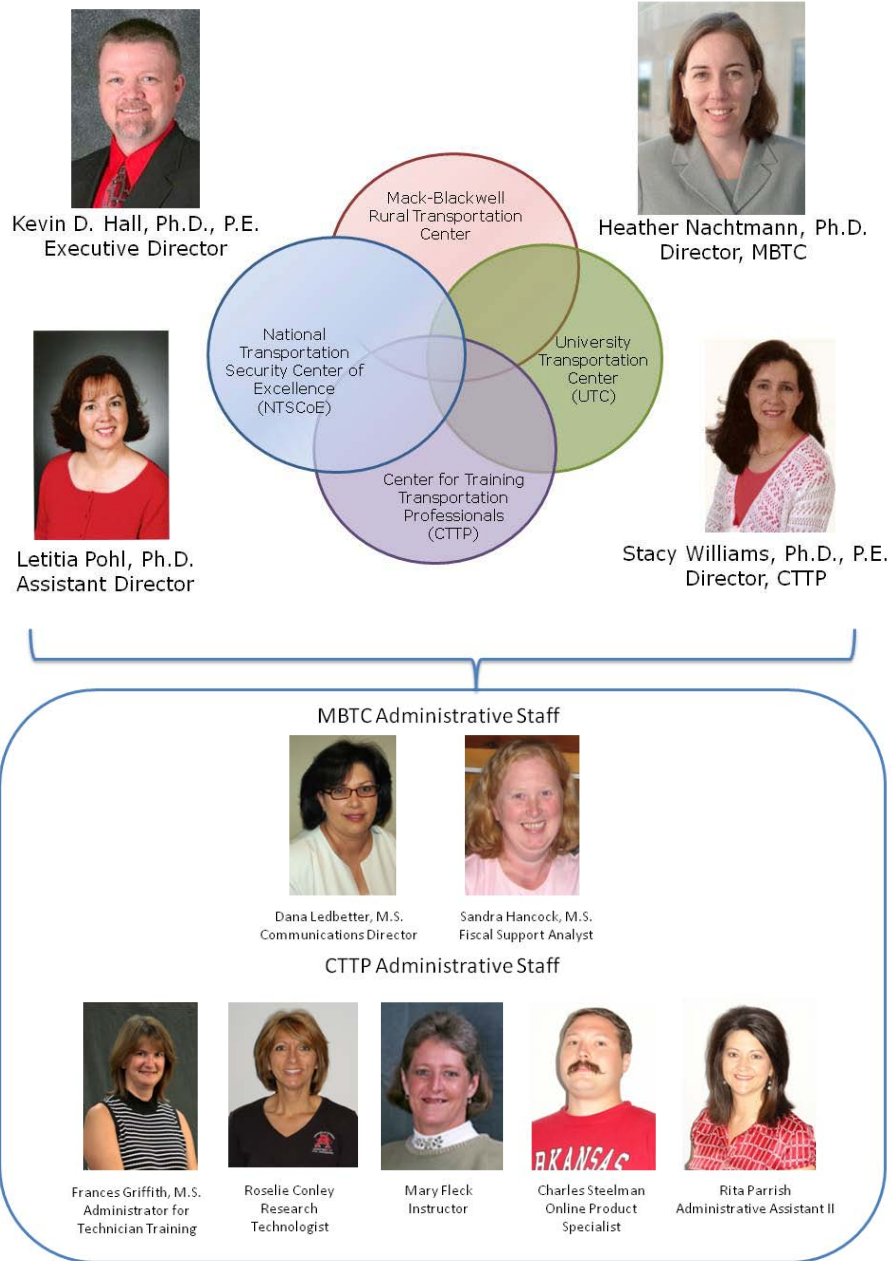 Kevin D. Hall, Ph.D., P.E.
Executive Director
Heather Nachtmann, Ph.D.
Director, MBTC
Mack-Blackwell
Rural Transportation
Center
National
Transportation
Security Center of
Excellence
(NTSCoE)
University
Transportation
Center
(UTC)
Center for Training
Transportation
Professionals
(CTTP)
Letitia Pohl, Ph.D.
Assistant Director
Stacy Williams, Ph.D., P.E.
Director, CTTP
MBTC Administrative Staff
Dana Ledbetter, M.S.
Communications Director
Sandra Hancock, M.S.
Fiscal Support Analyst
CTTP Administrative Staff
RKANSAS
Frances Griffith, M.S.
Administrator for
Technician Training
Roselie Conley
Research
Technologist
Mary Fleck
Instructor
Charles Steelman
Online Product
Specialist
Rita Parrish
Administrative Assistant II